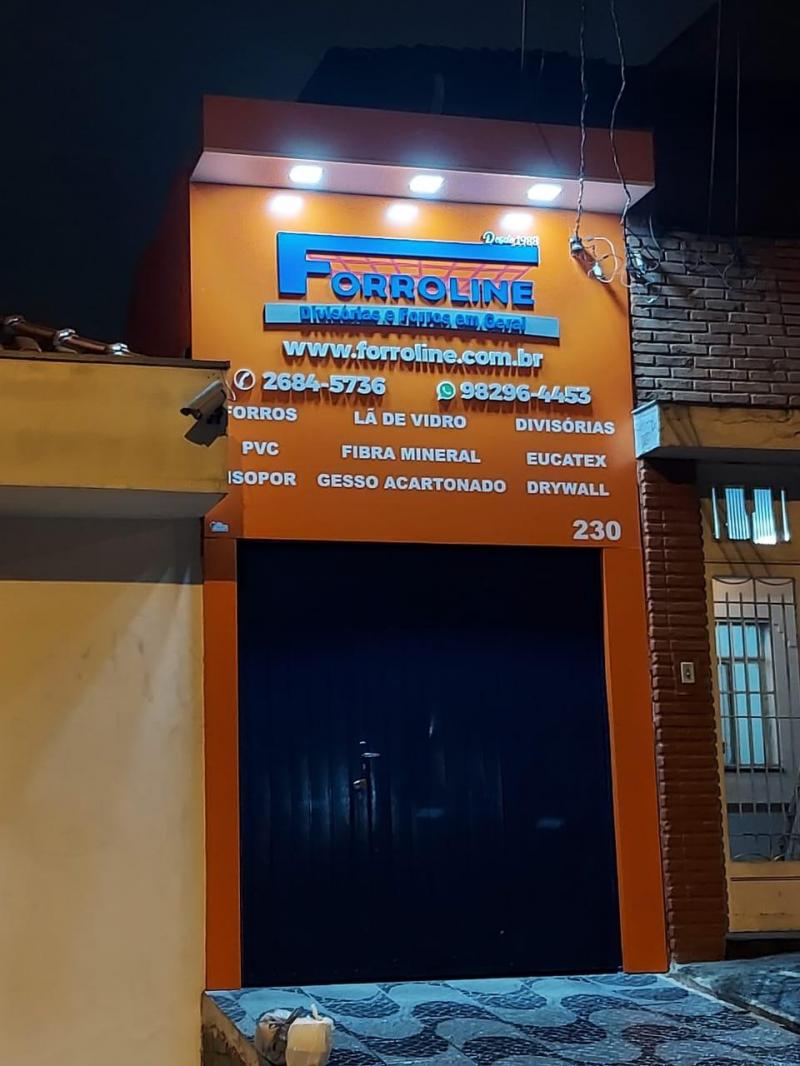 Desde 1988
FORROLINE
Divisórias e Forros em Geral
www.forroline.com.br
2684-5736 98296-4453
FORROS LÃ DE VIDRO DIVISÓRIAS
PVC FIBRA MINERAL EUCATEX
ISOPOR GESSO ACARTONADO DRYWALL
230